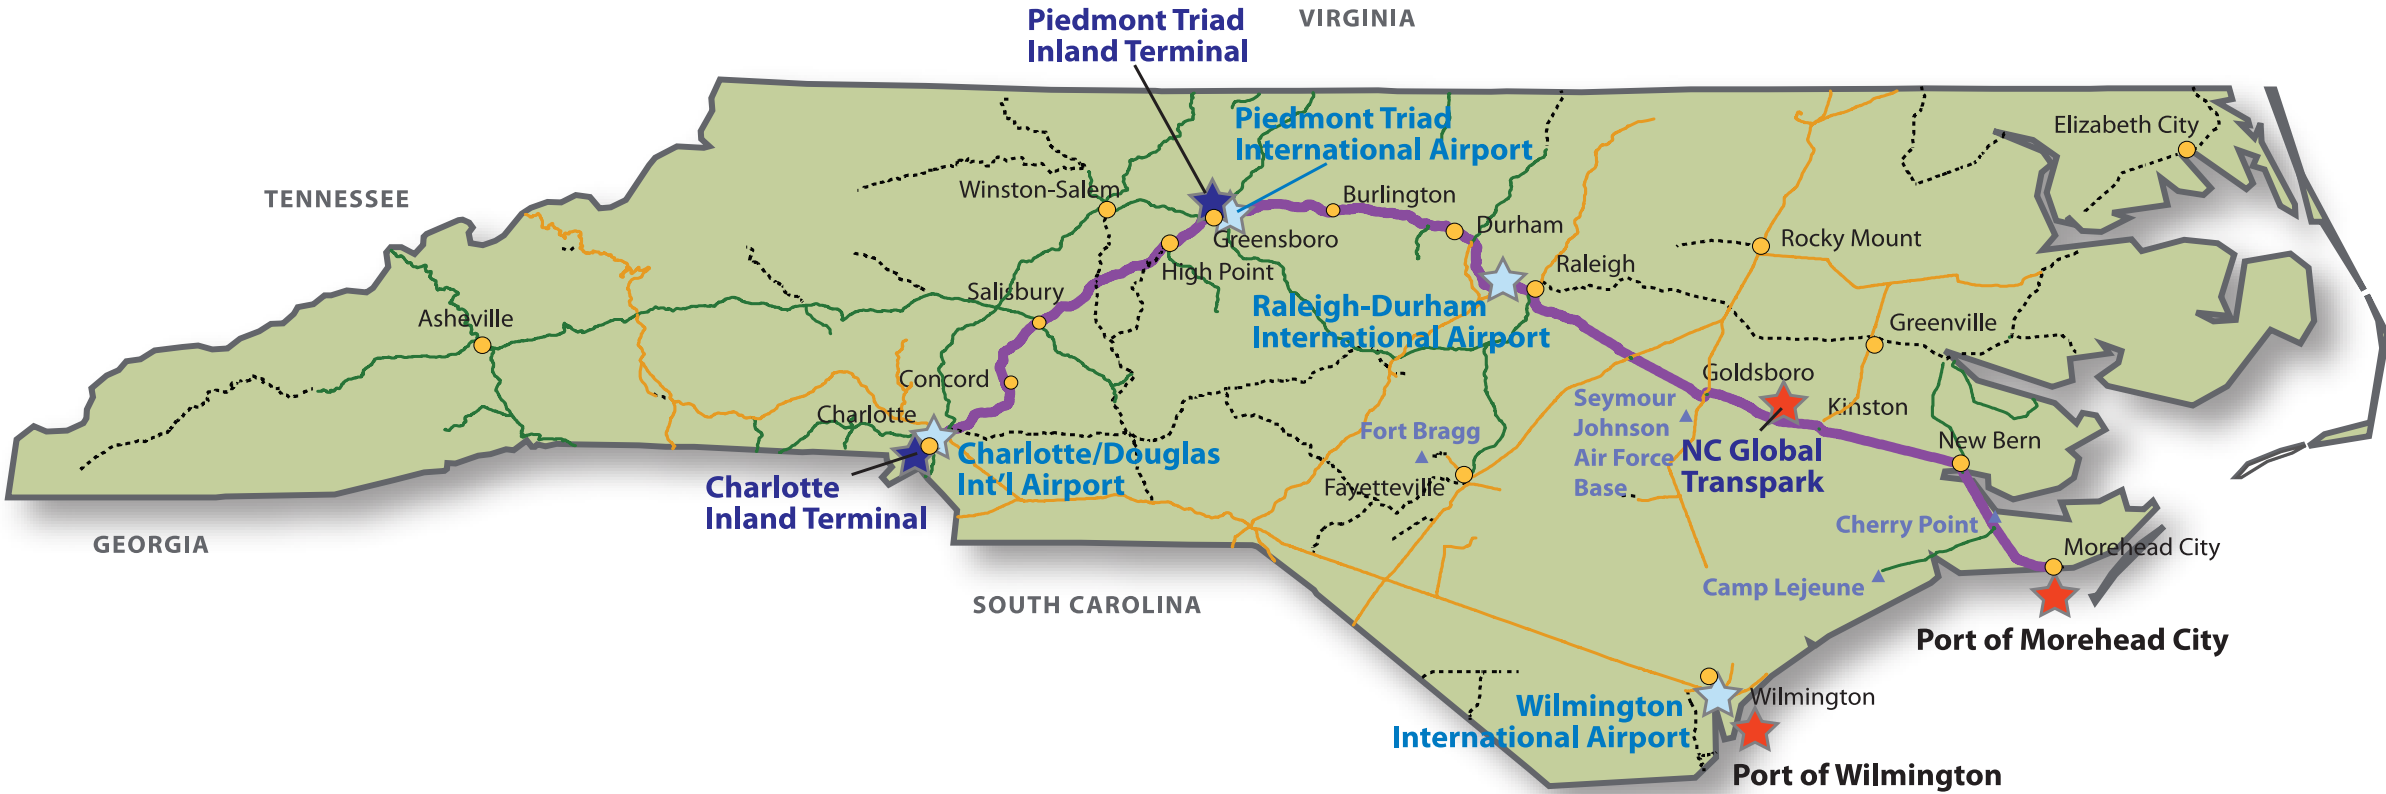 Piedmont Triad
Inland Terminal
VIRGINIA
Piedmont Triad
International Airport
Elizabeth City
TENNESSEE
Winston-Salem
Burlington
Durham
Greensboro
Rocky Mount
High Point
Raleigh
Salisbury
Raleigh-Durham
International Airport
Asheville
Greenville
Concord
Goldsboro
Charlotte
Seymour
Johnson
Air Force
Base
Kinston
Fort Bragg
New Bern
NC Global
Transpark
Charlotte/Douglas
Int'l Airport
Charlotte
Inland Terminal
Fayetteville
Cherry Point
GEORGIA
Morehead City
Camp Lejeune
SOUTH CAROLINA
Port of Morehead City
Wilmington
Wilmington
International Airport
Port of Wilmington